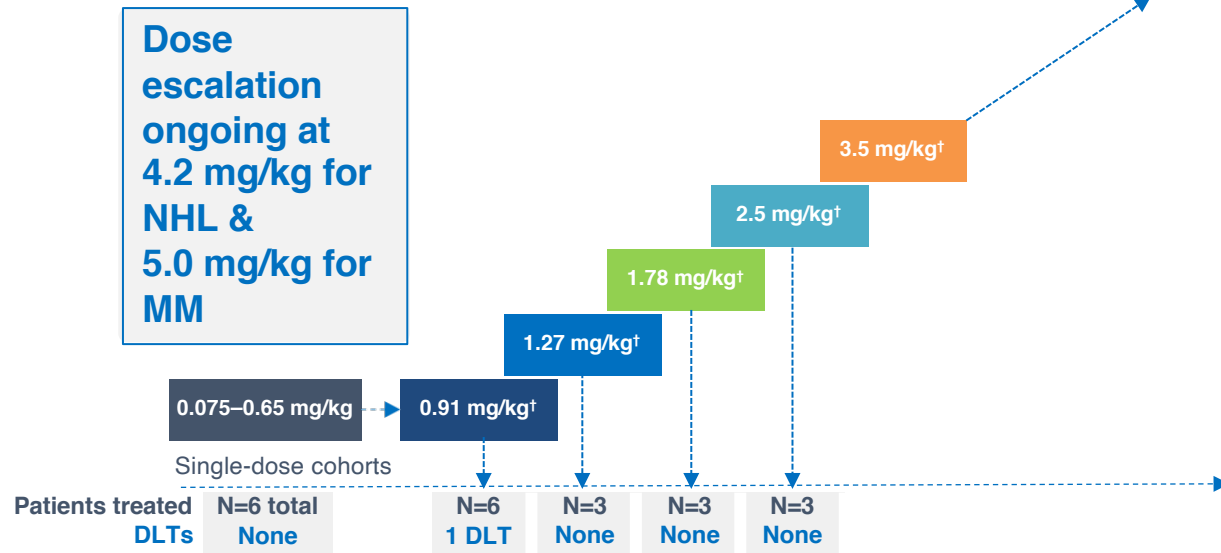 Dose
escalation
ongoing at
4.2 mg/kg for
NHL &
5.0 mg/kg for
MM
3.5 mg/kg†
2.5 mg/kg†
1.78 mg/kg†
1.27 mg/kg†
0.075–0.65 mg/kg
0.91 mg/kg†
Single-dose cohorts
Patients treated N=6 total N=6 N=3 N=3 N=3
DLTs None 1 DLT None None None